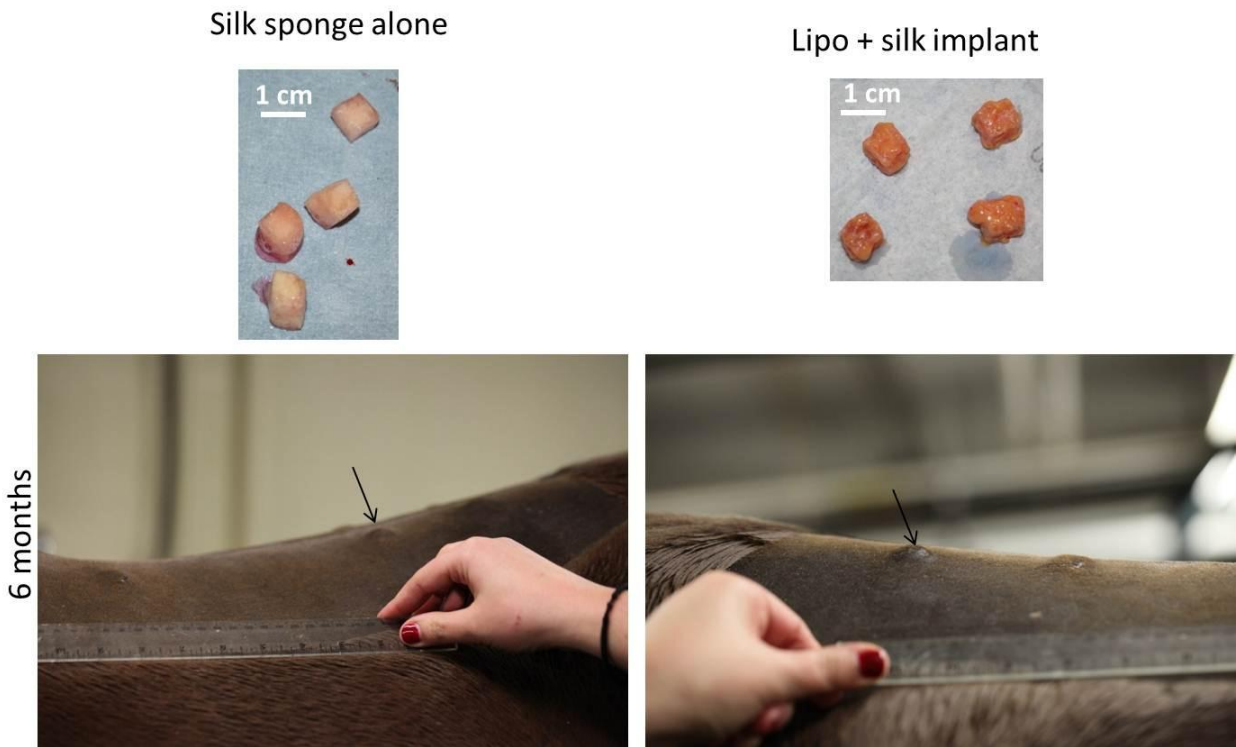 Silk sponge alone
Lipo + silk implant
1 cm
1 cm
6 months